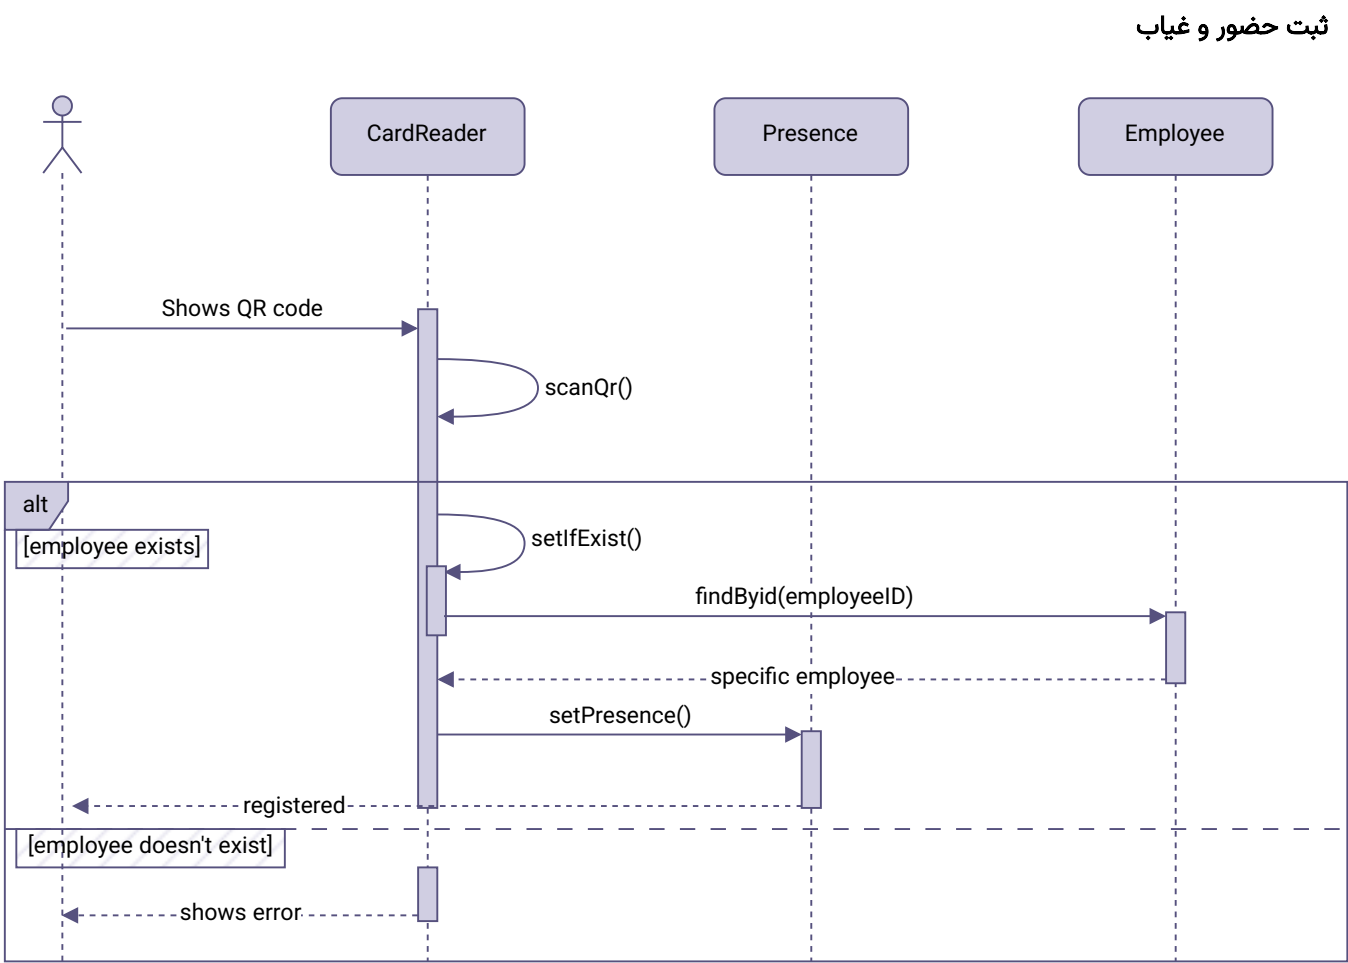 ثبت حضور و غیاب
CardReader
Presence
Employee
Shows QR code
scanQr()
alt
[employee exists]
setIfExist()
findByid(employeeID)
specific employee
setPresence()
registered
[employee doesn't exist]
shows error